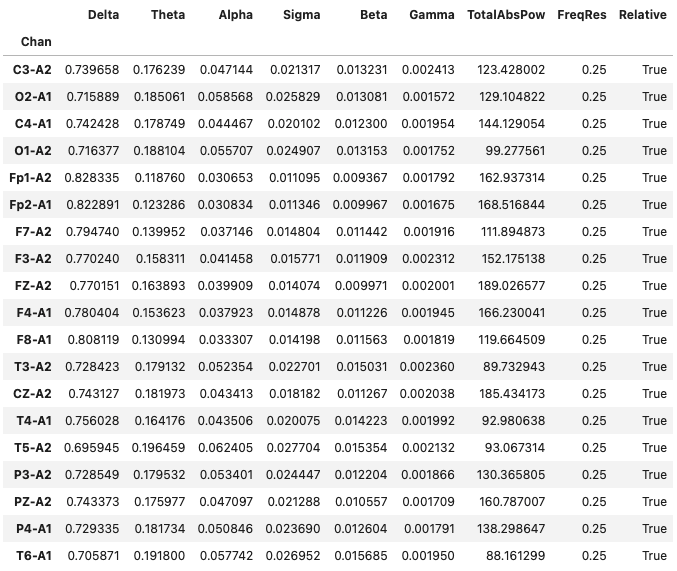 Delta Theta Alpha Sigma Beta Gamma TotalAbsPow FreqRes Relative
Chan
C3-A2 0.739658 0.176239 0.047144 0.021317 0.013231 0.002413 123.428002 0.25 True
O2-A1 0.715889 0.185061 0.058568 0.025829 0.013081 0.001572 129.104822 0.25 True
C4-A1 0.742428 0.178749 0.044467 0.020102 0.012300 0.001954 144.129054 0.25 True
O1-A2 0.716377 0.188104 0.055707 0.024907 0.013153 0.001752 99.277561 0.25 True
Fp1-A2 0.828335 0.118760 0.030653 0.011095 0.009367 0.001792 162.937314 0.25 True
Fp2-A1 0.822891 0.123286 0.030834 0.011346 0.009967 0.001675 168.516844 0.25 True
F7-A2 0.794740 0.139952 0.037146 0.014804 0.011442 0.001916 111.894873 0.25 True
F3-A2 0.770240 0.158311 0.041458 0.015771 0.011909 0.002312 152.175138 0.25 True
FZ-A2 0.770151 0.163893 0.039909 0.014074 0.009971 0.002001 189.026577 0.25 True
F4-A1 0.780404 0.153623 0.037923 0.014878 0.011226 0.001945 166.230041 0.25 True
F8-A1 0.808119 0.130994 0.033307 0.014198 0.011563 0.001819 119.664509 0.25 True
T3-A2 0.728423 0.179132 0.052354 0.022701 0.015031 0.002360 89.732943 0.25 True
CZ-A2 0.743127 0.181973 0.043413 0.018182 0.011267 0.002038 185.434173 0.25 True
T4-A1 0.756028 0.164176 0.043506 0.020075 0.014223 0.001992 92.980638 0.25 True
T5-A2 0.695945 0.196459 0.062405 0.027704 0.015354 0.002132 93.067314 0.25 True
P3-A2 0.728549 0.179532 0.053401 0.024447 0.012204 0.001866 130.365805 0.25 True
PZ-A2 0.743373 0.175977 0.047097 0.021288 0.010557 0.001709 160.787007 0.25 True
P4-A1 0.729335 0.181734 0.050846 0.023690 0.012604 0.001791 138.298647 0.25 True
T6-A1 0.705871 0.191800 0.057742 0.026952 0.015685 0.001950 88.161299 0.25 True